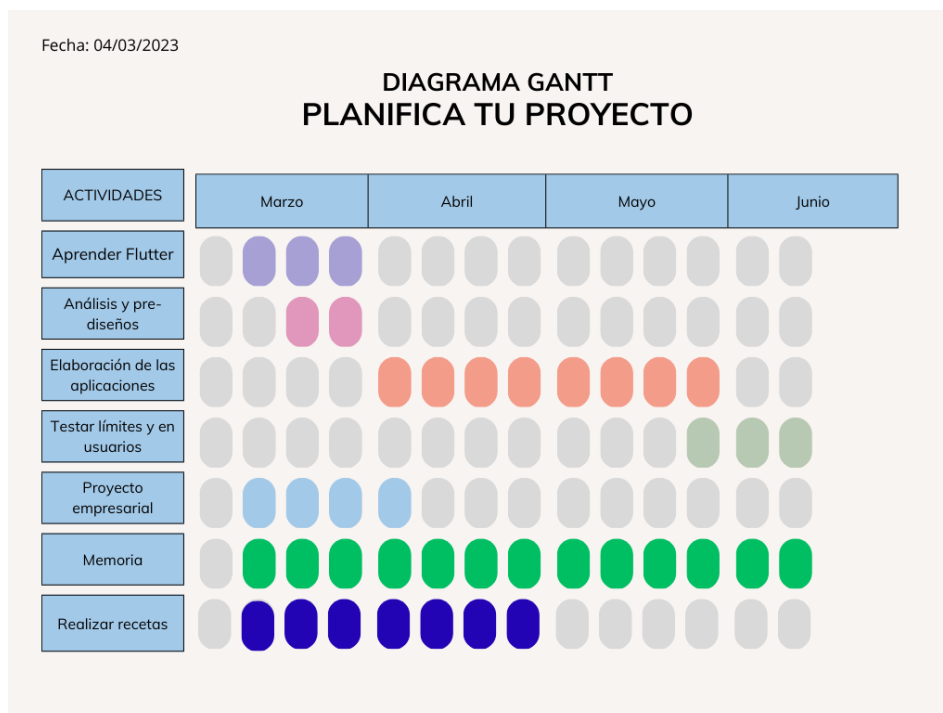 Fecha: 04/03/2023
DIAGRAMA GANTT
PLANIFICA TU PROYECTO
ACTIVIDADES
Marzo
Abril
Mayo
Junio
Aprender Flutter
Análisis y pre-
diseños
Elaboración de las
aplicaciones
Testar límites y en
usuarios
Proyecto
empresarial
Memoria
Realizar recetas